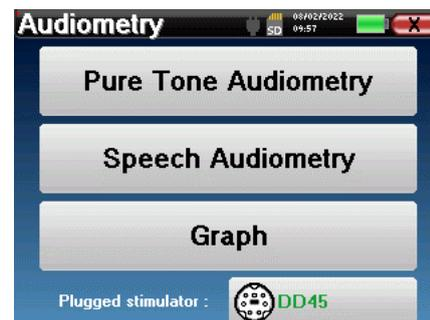 Audiometry
SD 08/02/2022
09:57
X
Pure Tone Audiometry
Speech Audiometry
Graph
Plugged stimulator : DD45